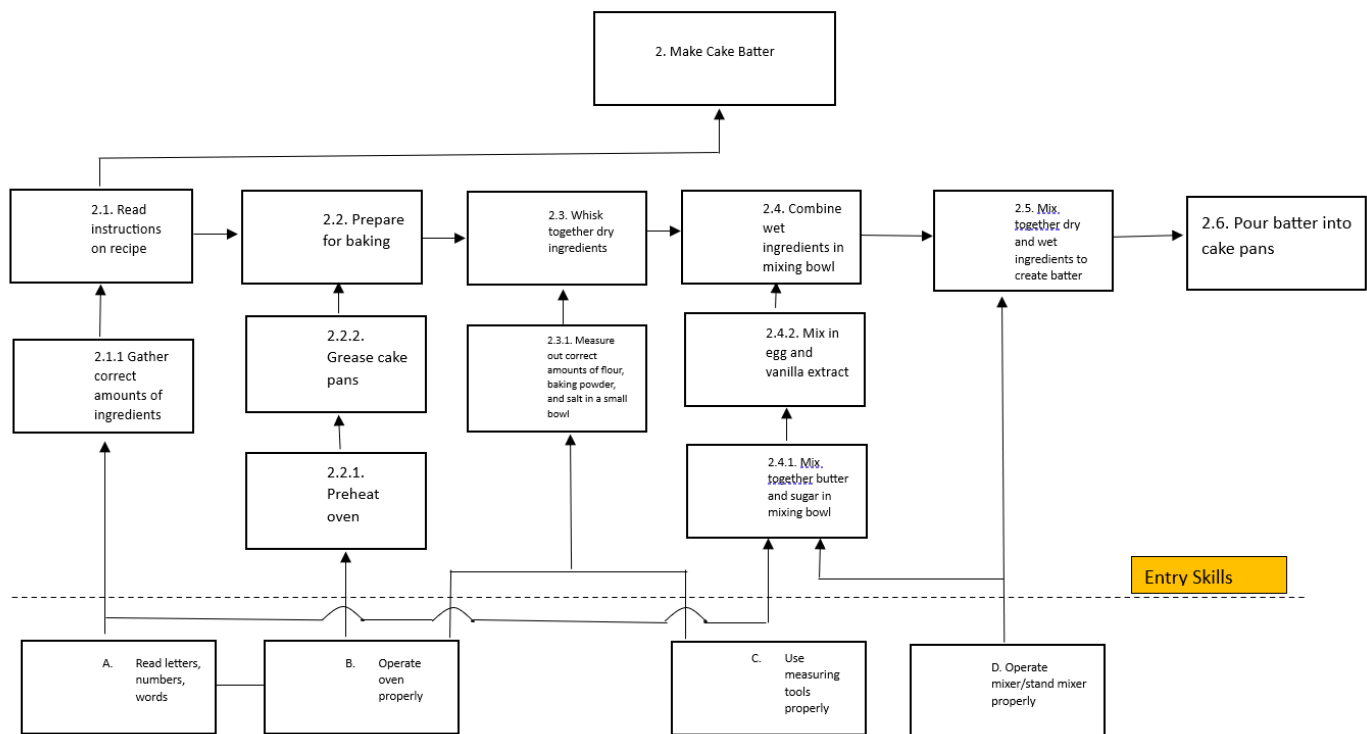 2. Make Cake Batter
2.1. Read
instructions
on recipe
2.2. Prepare
for baking
2.3. Whisk
together dry
ingredients
2.4. Combine
wet
ingredients in
mixing bowl
2.5. Mix
together dry
and wet
ingredients to
create batter
2.6. Pour batter into
cake pans
2.1.1 Gather
correct
amounts of
ingredients
2.2.2.
Grease cake
pans
2.3.1. Measure
out correct
amounts of flour,
baking powder,
and salt in a small
bowl
2.4.2. Mix in
egg and
vanilla extract
2.2.1.
Preheat
oven
2.4.1. Mix
together butter
and sugar in
mixing bowl
Entry Skills
A. Read letters,
numbers,
words
B. Operate
oven
properly
C. Use
measuring
tools
properly
D. Operate
mixer/stand mixer
properly